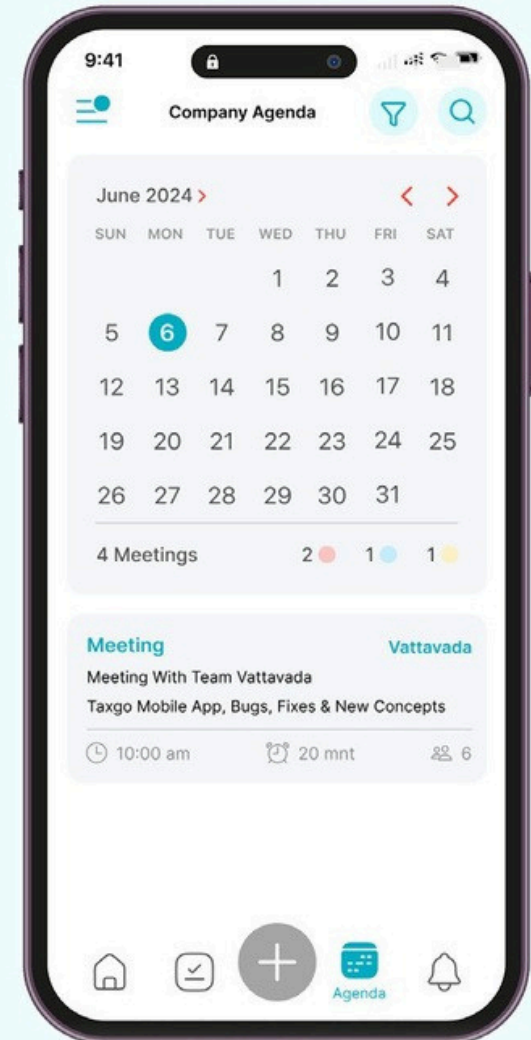 9:41
Company Agenda
June 2024 >
< >
SUN MON TUE WED THU FRI SAT
1 2 3 4
5 6 7 8 9 10 11
12 13 14 15 16 17 18
19 20 21 22 23 24 25
26 27 28 29 30 31
4 Meetings 2 1 1
Meeting Vattavada
Meeting With Team Vattavada
Taxgo Mobile App, Bugs, Fixes & New Concepts
10:00 am 20 mnt 6
Agenda